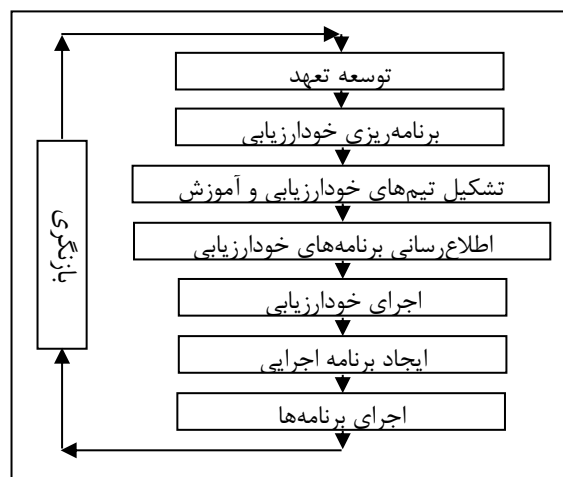 توسعه تعهد
برنامه‌ریزی خودارزیابی
تشکیل تیم‌های خودارزیابی و آموزش
اطلاع‌رسانی برنامه‌های خودارزیابی
اجرای خودارزیابی
ایجاد برنامه اجرایی
اجرای برنامه‌ها
بازنگری